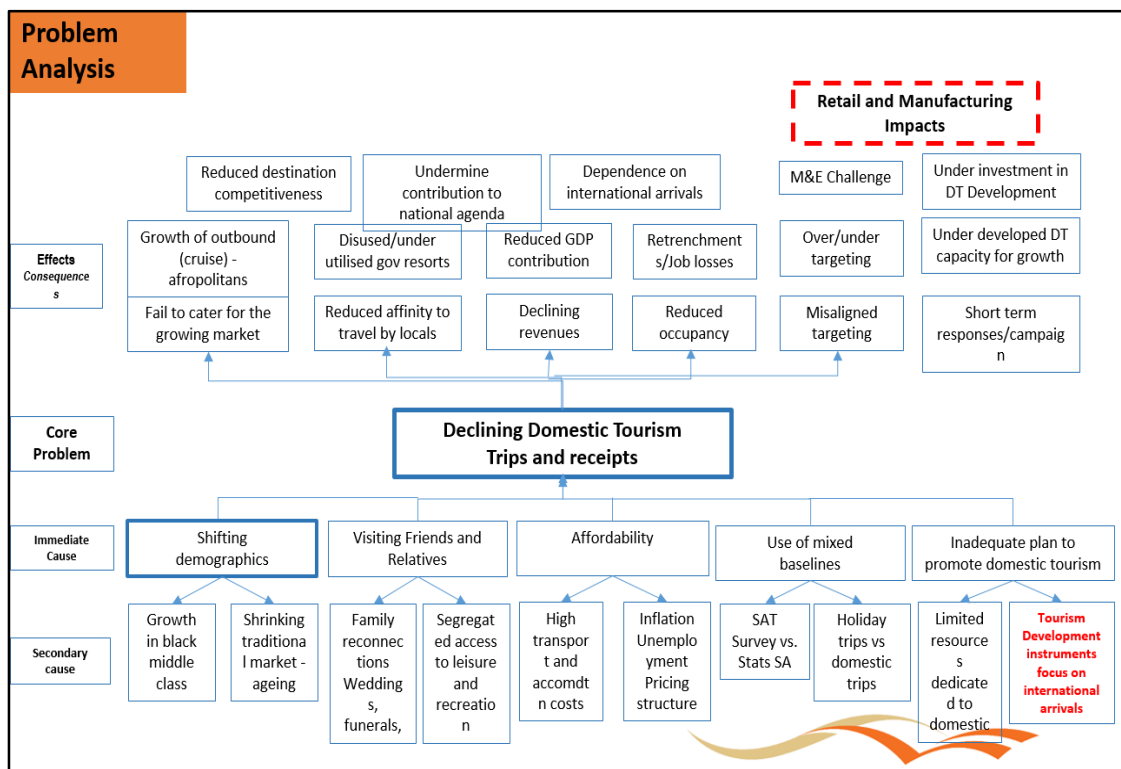 Problem
Analysis
Retail and Manufacturing
Impacts
Reduced destination
competitiveness
Undermine
contribution to
national agenda
Dependence on
international arrivals
M&E Challenge
Under investment in
DT Development
Effects
Consequence
s
Growth of outbound
(cruise) -
afropolitans
Disused/under
utilised gov resorts
Reduced GDP
contribution
Retrenchment
s/Job losses
Over/under
targeting
Under developed DT
capacity for growth
Fail to cater for the
growing market
Reduced affinity to
travel by locals
Declining
revenues
Reduced
occupancy
Misaligned
targeting
Short term
responses/campaig
n
Core
Problem
Declining Domestic Tourism
Trips and receipts
Immediate
Cause
Shifting
demographics
Visiting Friends and
Relatives
Affordability
Use of mixed
baselines
Inadequate plan to
promote domestic tourism
Secondary
cause
Growth
in black
middle
class
Shrinking
traditiona
l market -
ageing
Family
reconnec
tions
Wedding
s,
funerals,
Segregat
ed access
to leisure
and
recreatio
n
High
transport
t and
accomdt
n costs
Inflation
Unemplo
yment
Pricing
structure
SAT
Survey vs.
Stats SA
Holiday
trips vs
domestic
trips
Limited
resource
s
dedicate
d to
domestic
Tourism
Development
instruments
focus on
international
arrivals